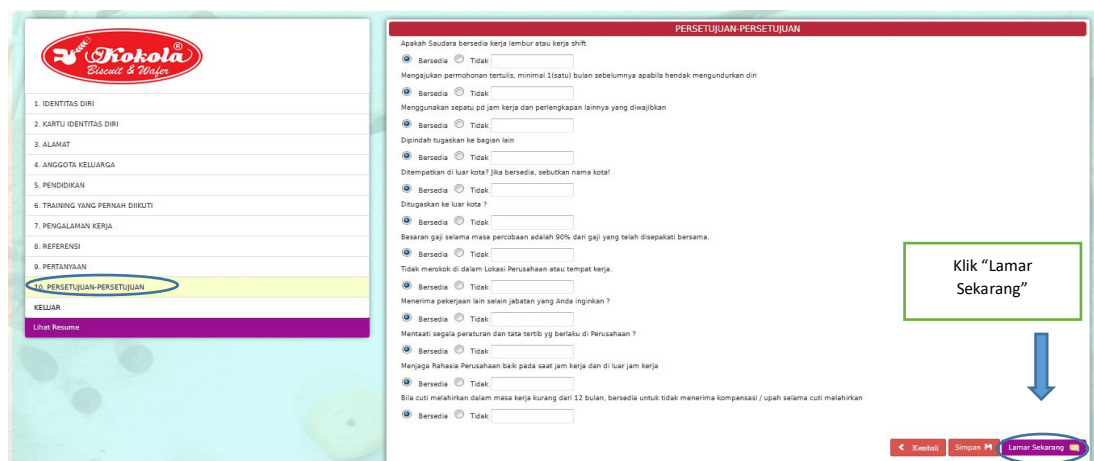 Kokola®
Biscuit & Wafer
1. IDENTITAS DIRI
2. KARTU IDENTITAS DIRI
3. ALAMAT
4. ANGGOTA KELUARGA
5. PENDIDIKAN
6. TRAINING YANG PERNAH DIIKUTI
7. PENGALAMAN KERJA
8. REFERENSI
9. PERTANYAAN
10. PERSETUJUAN-PERSETUJUAN
KELUAR
Lihat Resume
PERSETUJUAN-PERSETUJUAN
Apakah Saudara bersedia kerja lembur atau kerja shift
Bersedia Tidak
Mengajukan permohonan tertulis, minimal 1(satu) bulan sebelumnya apabila hendak mengundurkan diri
Bersedia Tidak
Menggunakan sepatu pd jam kerja dan perlengkapan lainnya yang diwajibkan
Bersedia Tidak
Dipindah tugaskan ke bagian lain
Bersedia Tidak
Ditempatkan di luar kota? Jika bersedia, sebutkan nama kota!
Bersedia Tidak
Ditugaskan ke luar kota ?
Bersedia Tidak
Besaran gaji selama masa percobaan adalah 90% dari gaji yang telah disepakati bersama.
Bersedia Tidak
Tidak merokok di dalam Lokasi Perusahaan atau tempat kerja.
Bersedia Tidak
Menerima pekerjaan lain selain jabatan yang Anda inginkan ?
Bersedia Tidak
Mentaati segala peraturan dan tata tertib yg berlaku di Perusahaan ?
Bersedia Tidak
Menjaga Rahasia Perusahaan baik pada saat jam kerja dan di luar jam kerja
Bersedia Tidak
Bila cuti melahirkan dalam masa kerja kurang dari 12 bulan, bersedia untuk tidak menerima kompensasi / upah selama cuti melahirkan
Bersedia Tidak
Klik “Lamar
Sekarang”
Kembali Simpan Lamar Sekarang